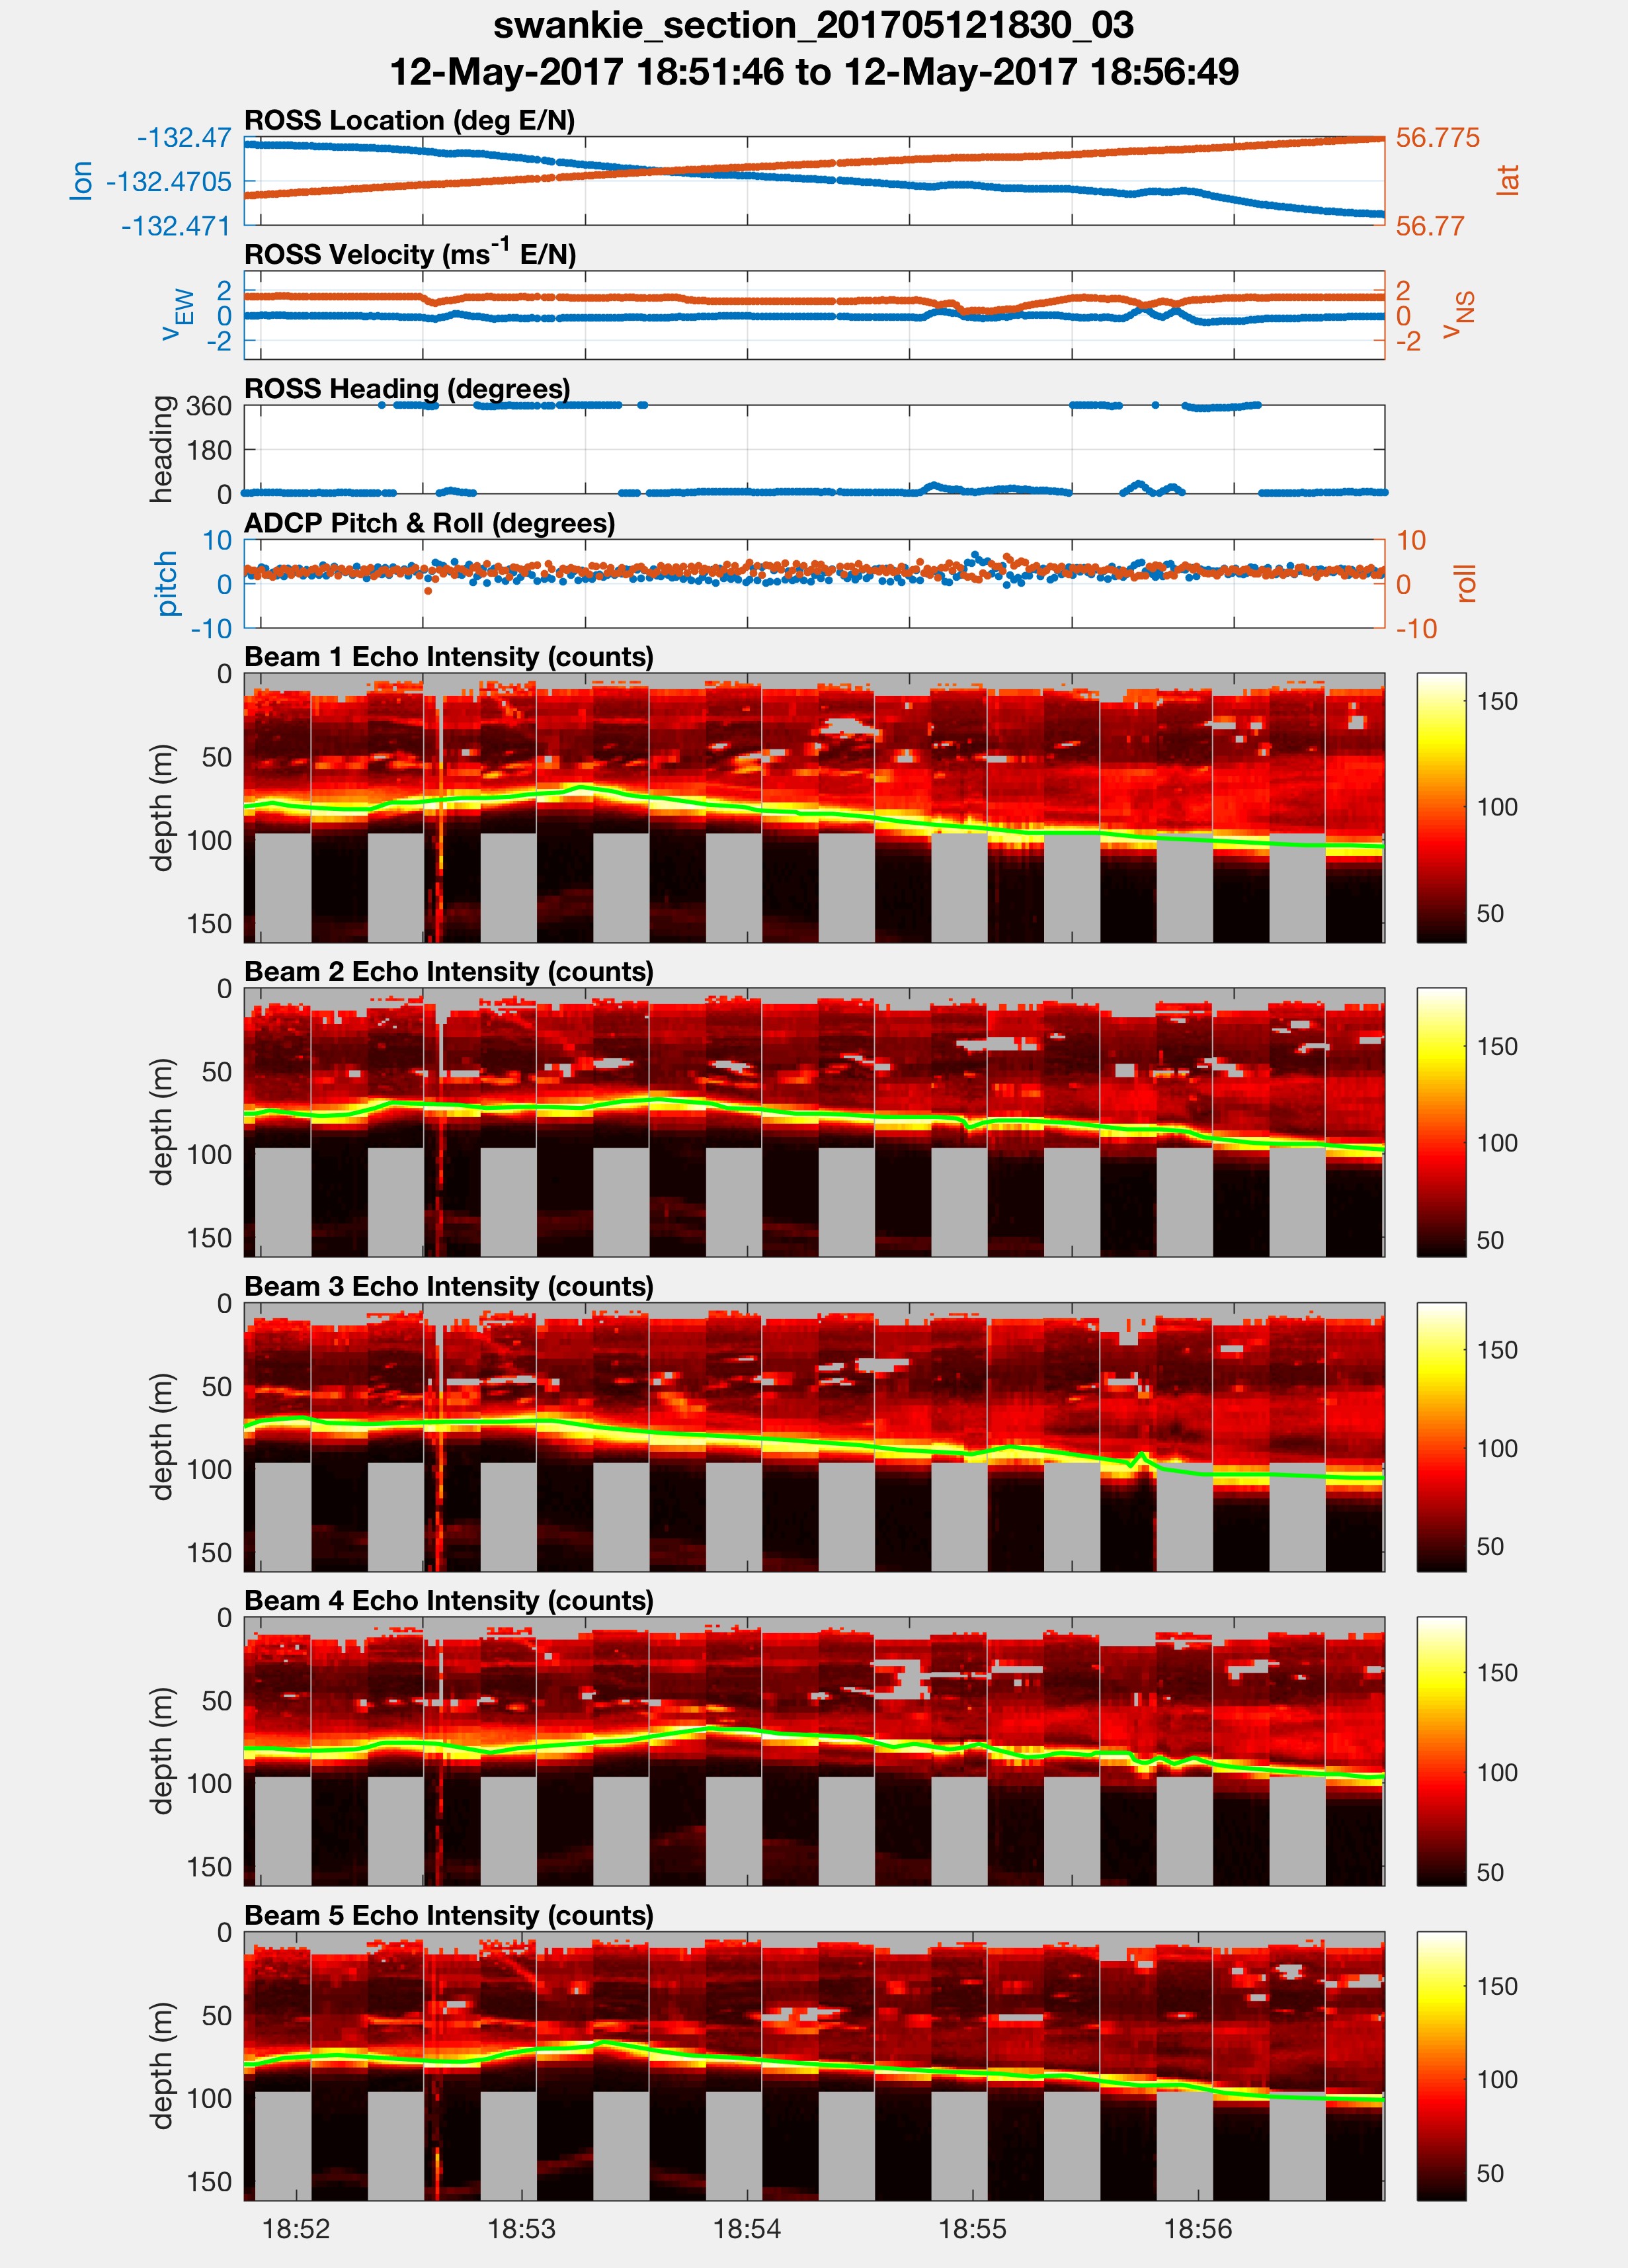 swankie_section_201705121830_03
12-May-2017 18:51:46 to 12-May-2017 18:56:49
ROSS Location (deg E/N)
-132.47
-132.4705
-132.471
lon
56.775
56.77
lat
ROSS Velocity (ms-1 E/N)
2
0
-2
vEW
2
0
-2
vNS
ROSS Heading (degrees)
360
180
0
heading
ADCP Pitch & Roll (degrees)
10
0
-10
pitch
10
0
-10
roll
Beam 1 Echo Intensity (counts)
0
50
100
150
depth (m)
150
100
50
Beam 2 Echo Intensity (counts)
0
50
100
150
depth (m)
150
100
50
Beam 3 Echo Intensity (counts)
0
50
100
150
depth (m)
150
100
50
Beam 4 Echo Intensity (counts)
0
50
100
150
depth (m)
150
100
50
Beam 5 Echo Intensity (counts)
0
50
100
150
depth (m)
150
100
50
18:52 18:53 18:54 18:55 18:56